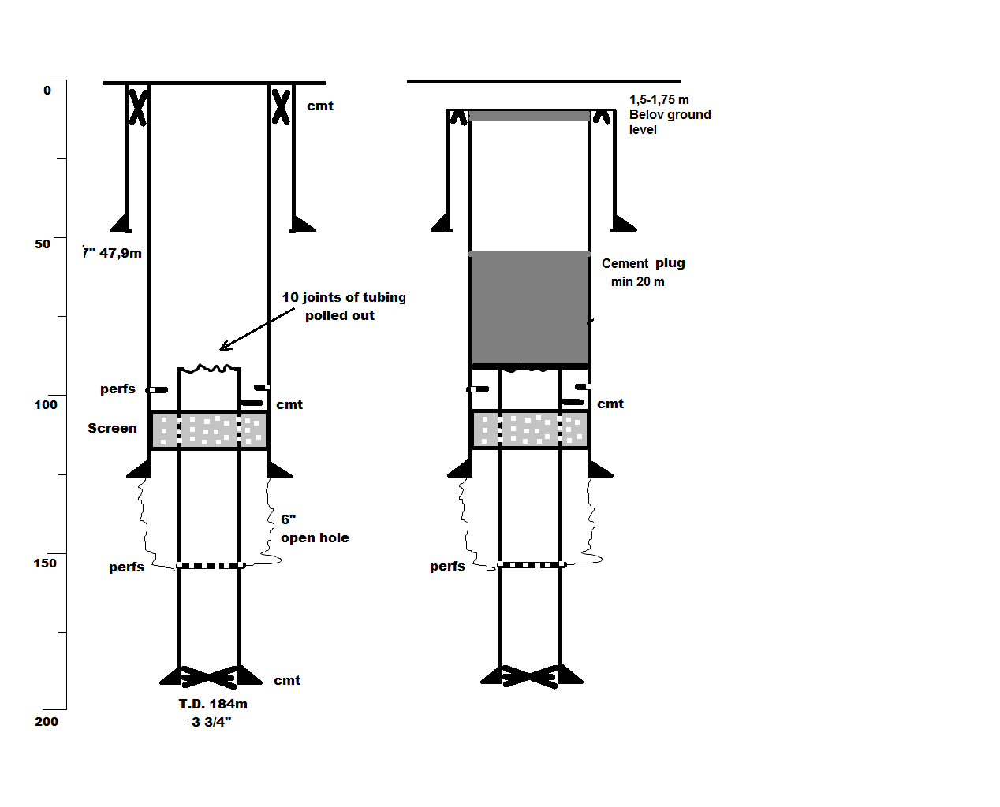 0
50
100
150
200
cmt
7" 47,9m
10 joints of tubing
polled out
perfs
cmt
Screen
6"
open hole
perfs
cmt
T.D. 184m
3 3/4"
1,5-1,75 m
Belov ground
level
Cement plug
min 20 m
cmt
perfs